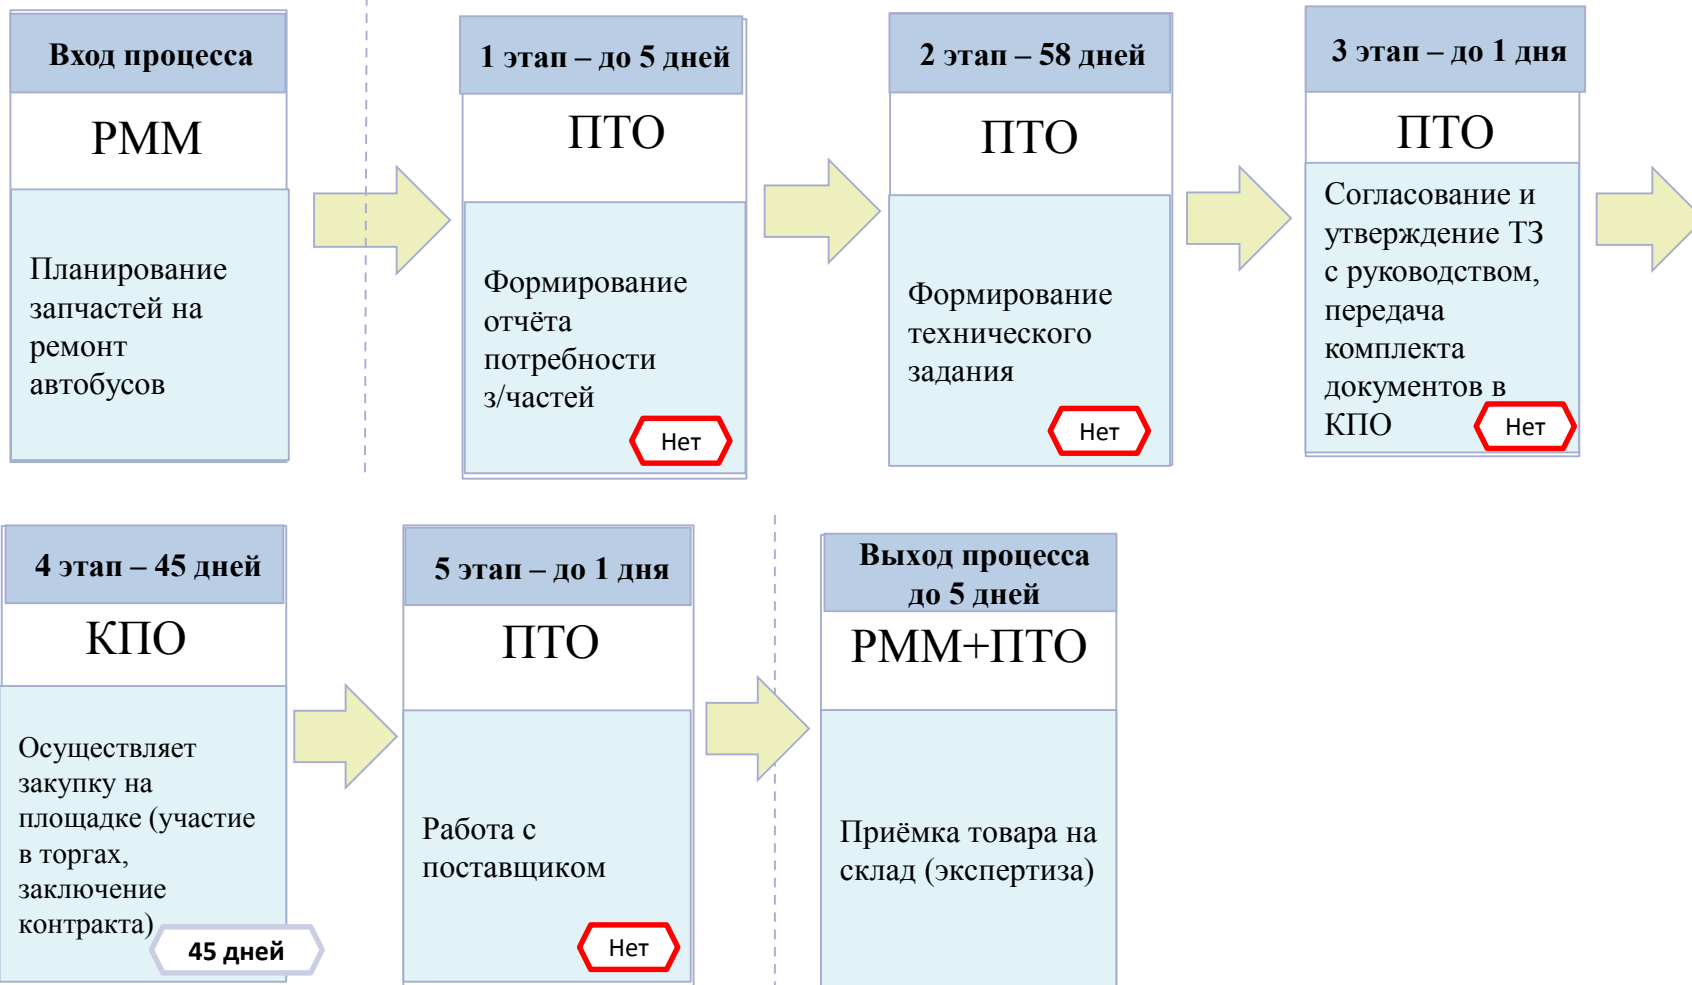 Вход процесса
РММ
Планирование
запчастей на
ремонт
автобусов
1 этап – до 5 дней
ПТО
Формирование
отчёта
потребности
з/частей
Нет
2 этап – 58 дней
ПТО
Формирование
технического
задания
Нет
3 этап – до 1 дня
ПТО
Согласование и
утверждение ТЗ
с руководством,
передача
комплекта
документов в
КПО
Нет
4 этап – 45 дней
КПО
Осуществляет
закупку на
площадке (участие
в торгах,
заключение
контракта)
45 дней
5 этап – до 1 дня
ПТО
Работа с
поставщиком
Нет
Выход процесса
до 5 дней
РММ+ПТО
Приёмка товара на
склад (экспертиза)